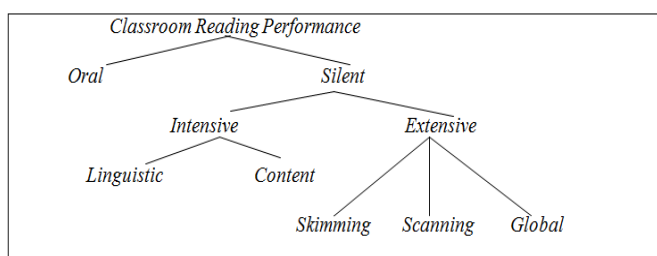 Classroom Reading Performance
Oral Silent
Intensive Extensive
Linguistic Content
Skimming Scanning Global